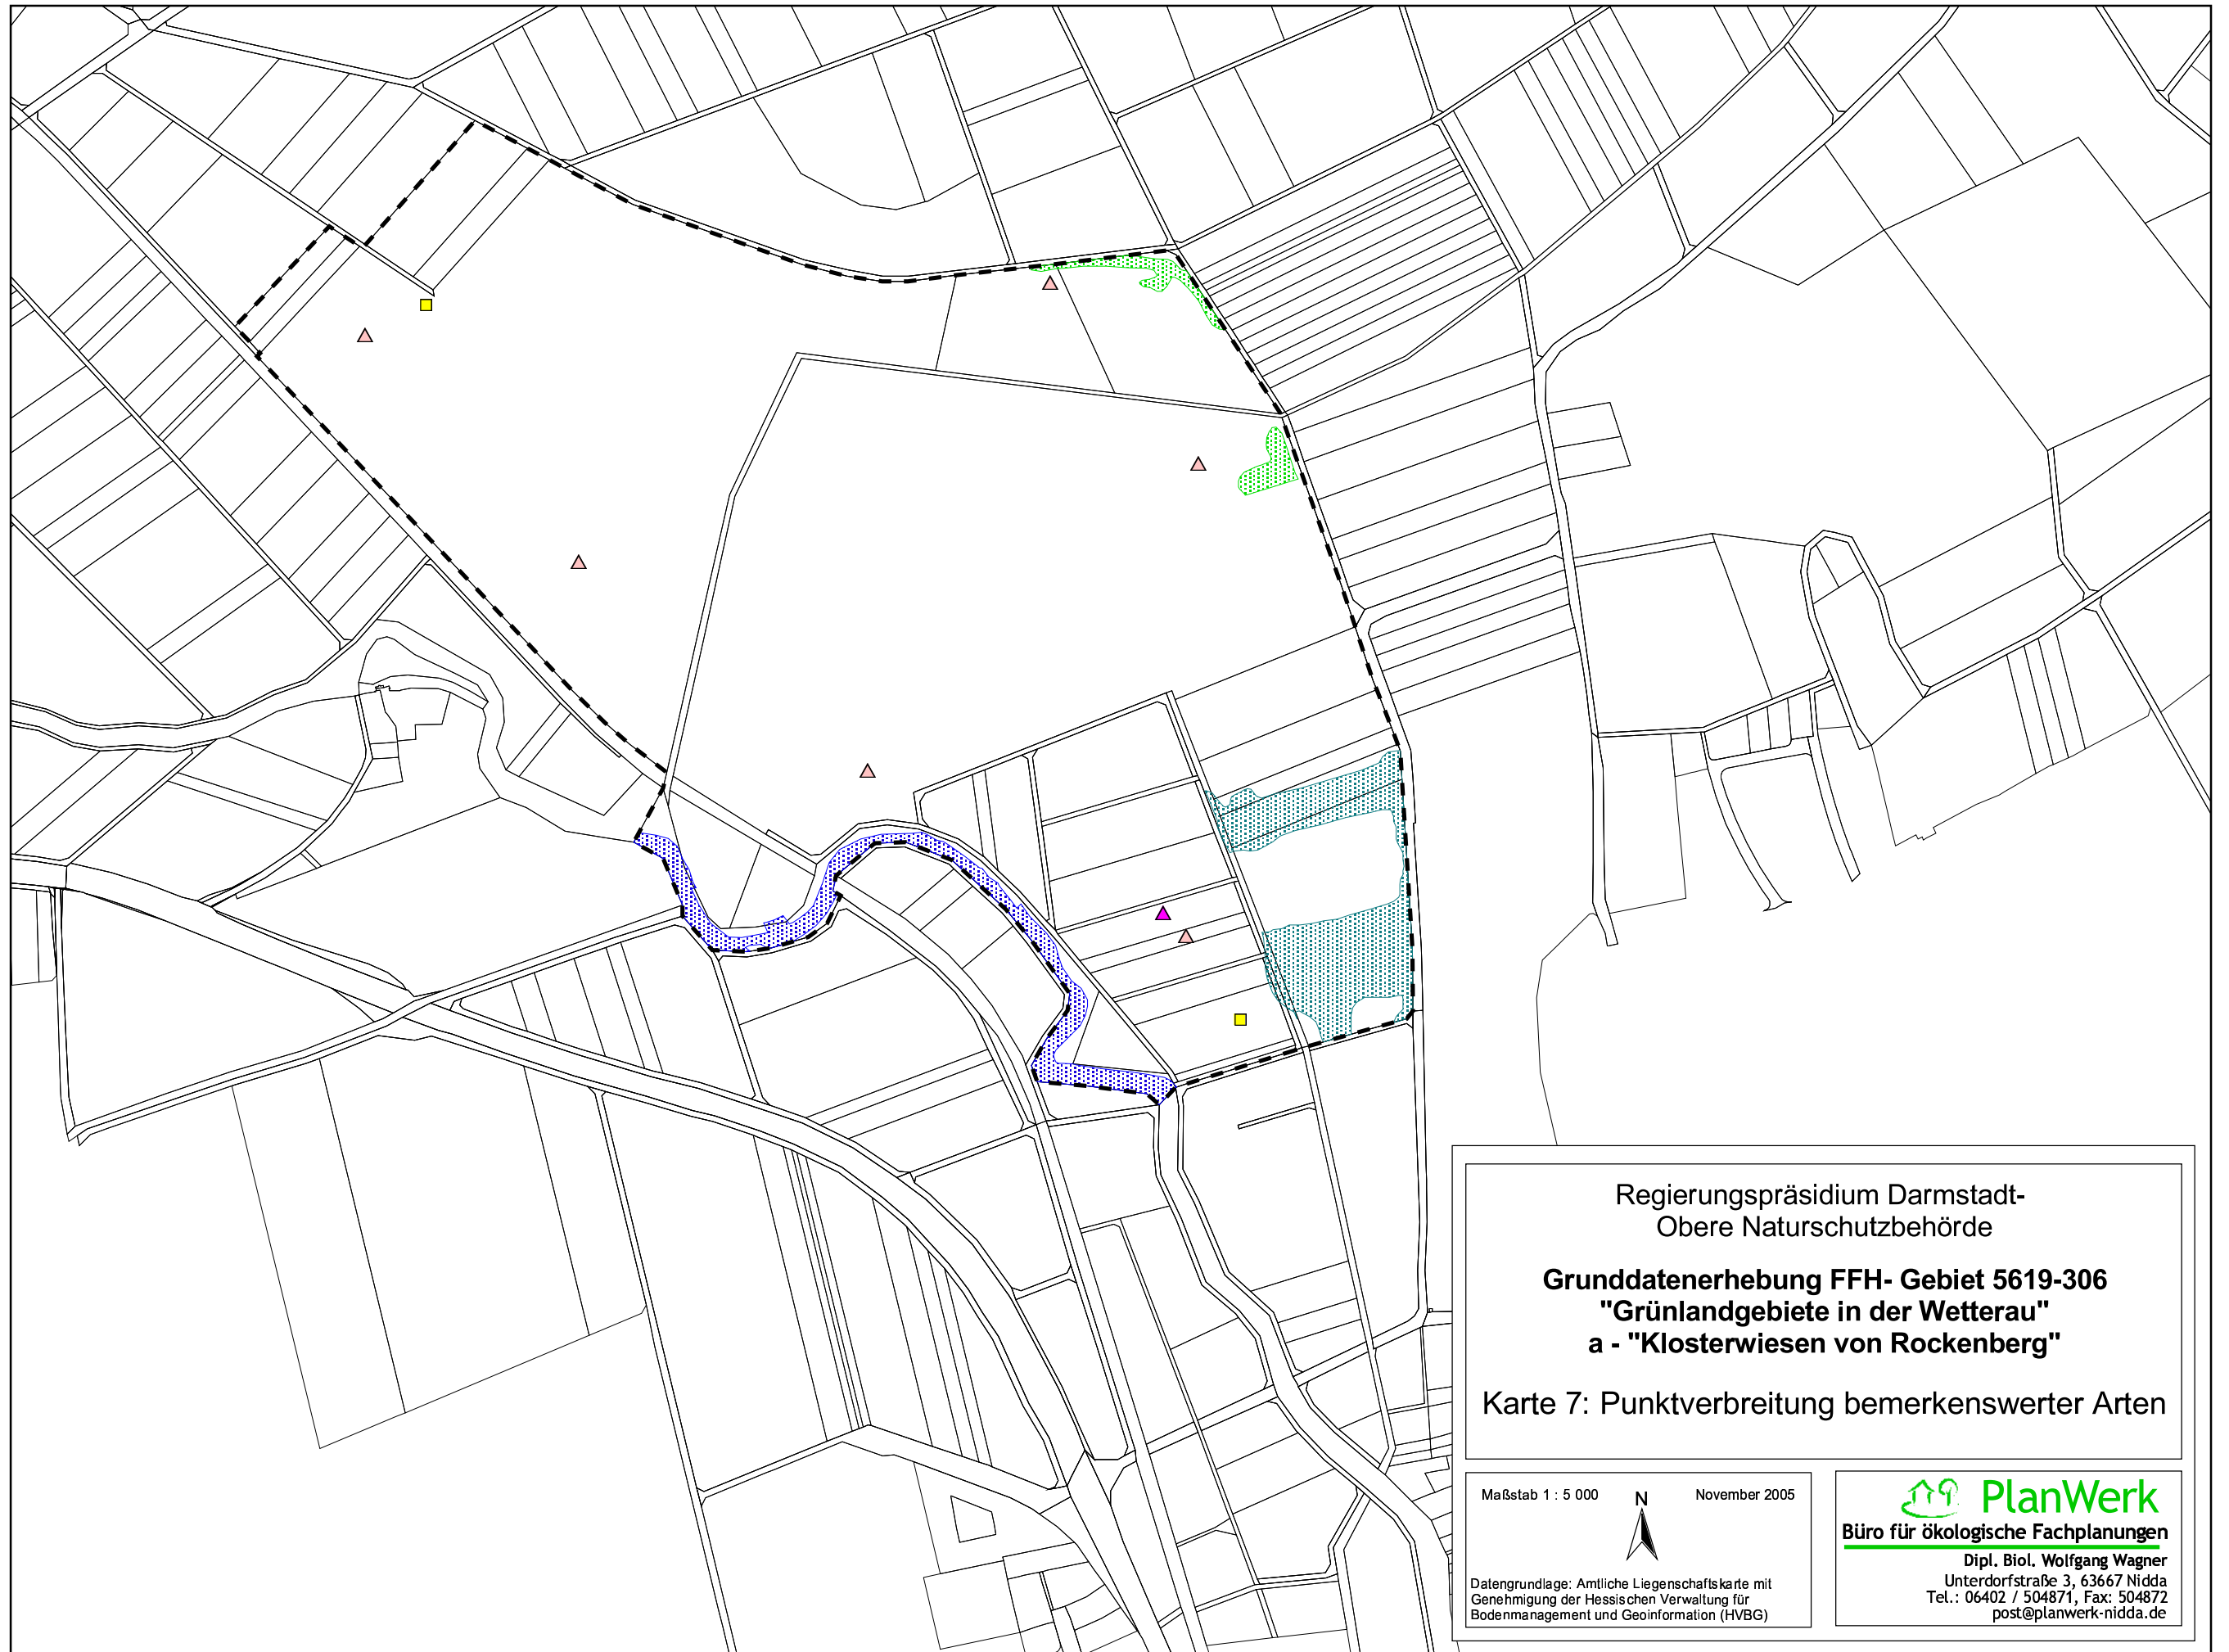 Regierungspräsidium Darmstadt-
Obere Naturschutzbehörde
Grunddatenerhebung FFH- Gebiet 5619-306
"Grünlandgebiete in der Wetterau"
a - "Klosterwiesen von Rockenberg"
Karte 7: Punktverbreitung bemerkenswerter Arten
Maßstab 1 : 5 000
N
November 2005
Datengrundlage: Amtliche Liegenschaftskarte mit
Genehmigung der Hessischen Verwaltung für
Bodenmanagement und Geoinformation (HVBG)
PlanWerk
Büro für ökologische Fachplanungen
Dipl. Biol. Wolfgang Wagner
Unterdorfstraße 3, 63667 Nidda
Tel.: 06402 / 504871, Fax: 504872
post@planwerk-nidda.de